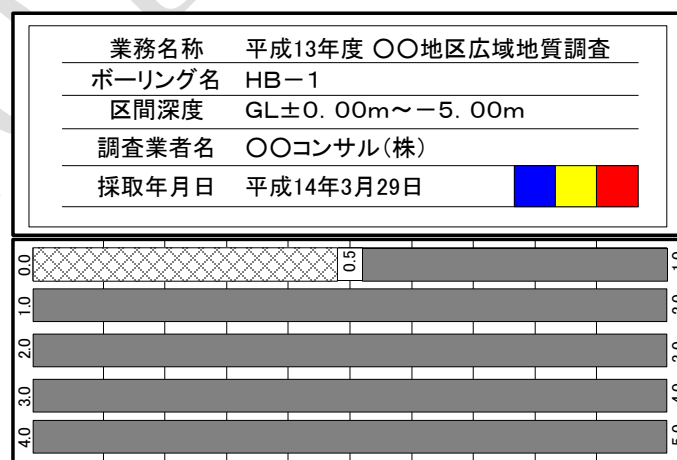 業務名称 平成13年度 〇〇地区広域地質調査
ボーリング名 HB－1
区間深度 GL±0．00m～－5．00m
調査業者名 〇〇コンサル（株）
採取年月日 平成14年3月29日
0.0 0.5 1.0
1.0 2.0
2.0 3.0
3.0 4.0
4.0 5.0